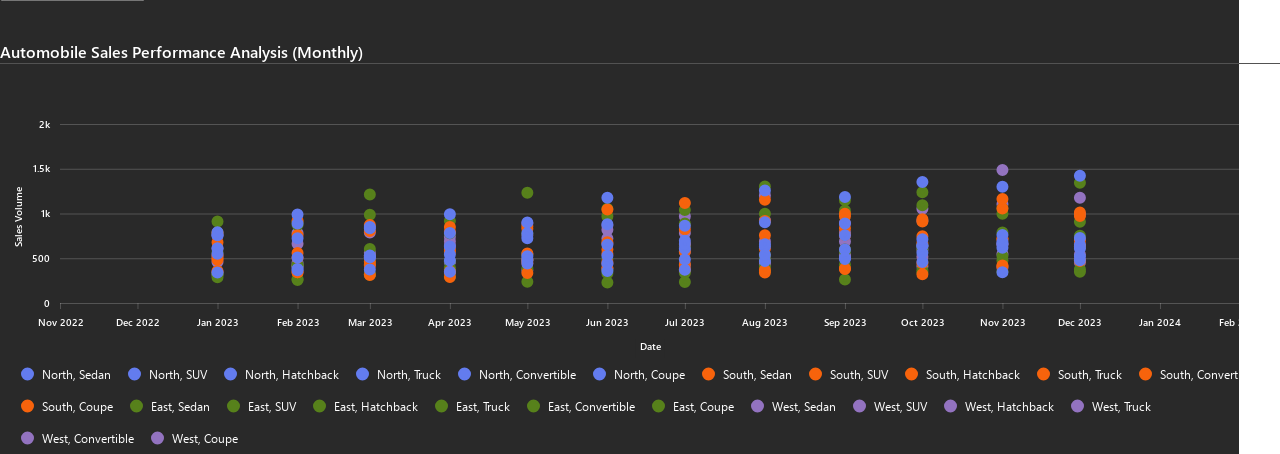 Automobile Sales Performance Analysis (Monthly)
2k
1.5k
1k
500
0
Sales Volume
Nov 2022 Dec 2022 Jan 2023 Feb 2023 Mar 2023 Apr 2023 May 2023 Jun 2023 Jul 2023 Aug 2023 Sep 2023 Oct 2023 Nov 2023 Dec 2023 Jan 2024 Feb
Date
North, Sedan North, SUV North, Hatchback North, Truck North, Convertible North, Coupe South, Sedan South, SUV South, Hatchback South, Truck South, Convert
South, Coupe East, Sedan East, SUV East, Hatchback East, Truck East, Convertible East, Coupe West, Sedan West, SUV West, Hatchback West, Truck
West, Convertible West, Coupe